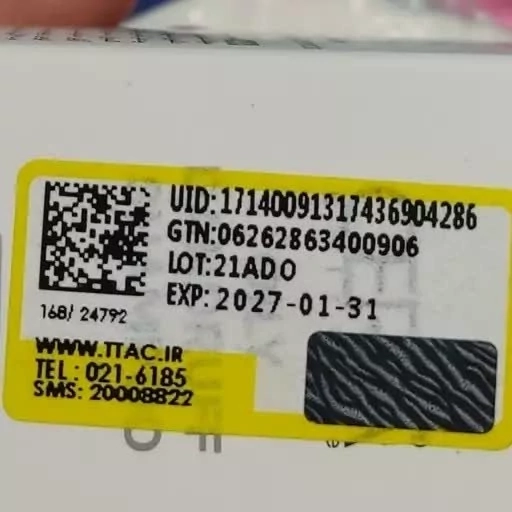 UID:17140091317436904286
GTN:06262863400906
LOT:21ADO
EXP: 2027-01-31
168/ 24792
WWW.TTAC.IR
TEL : 021-6185
SMS: 20008822